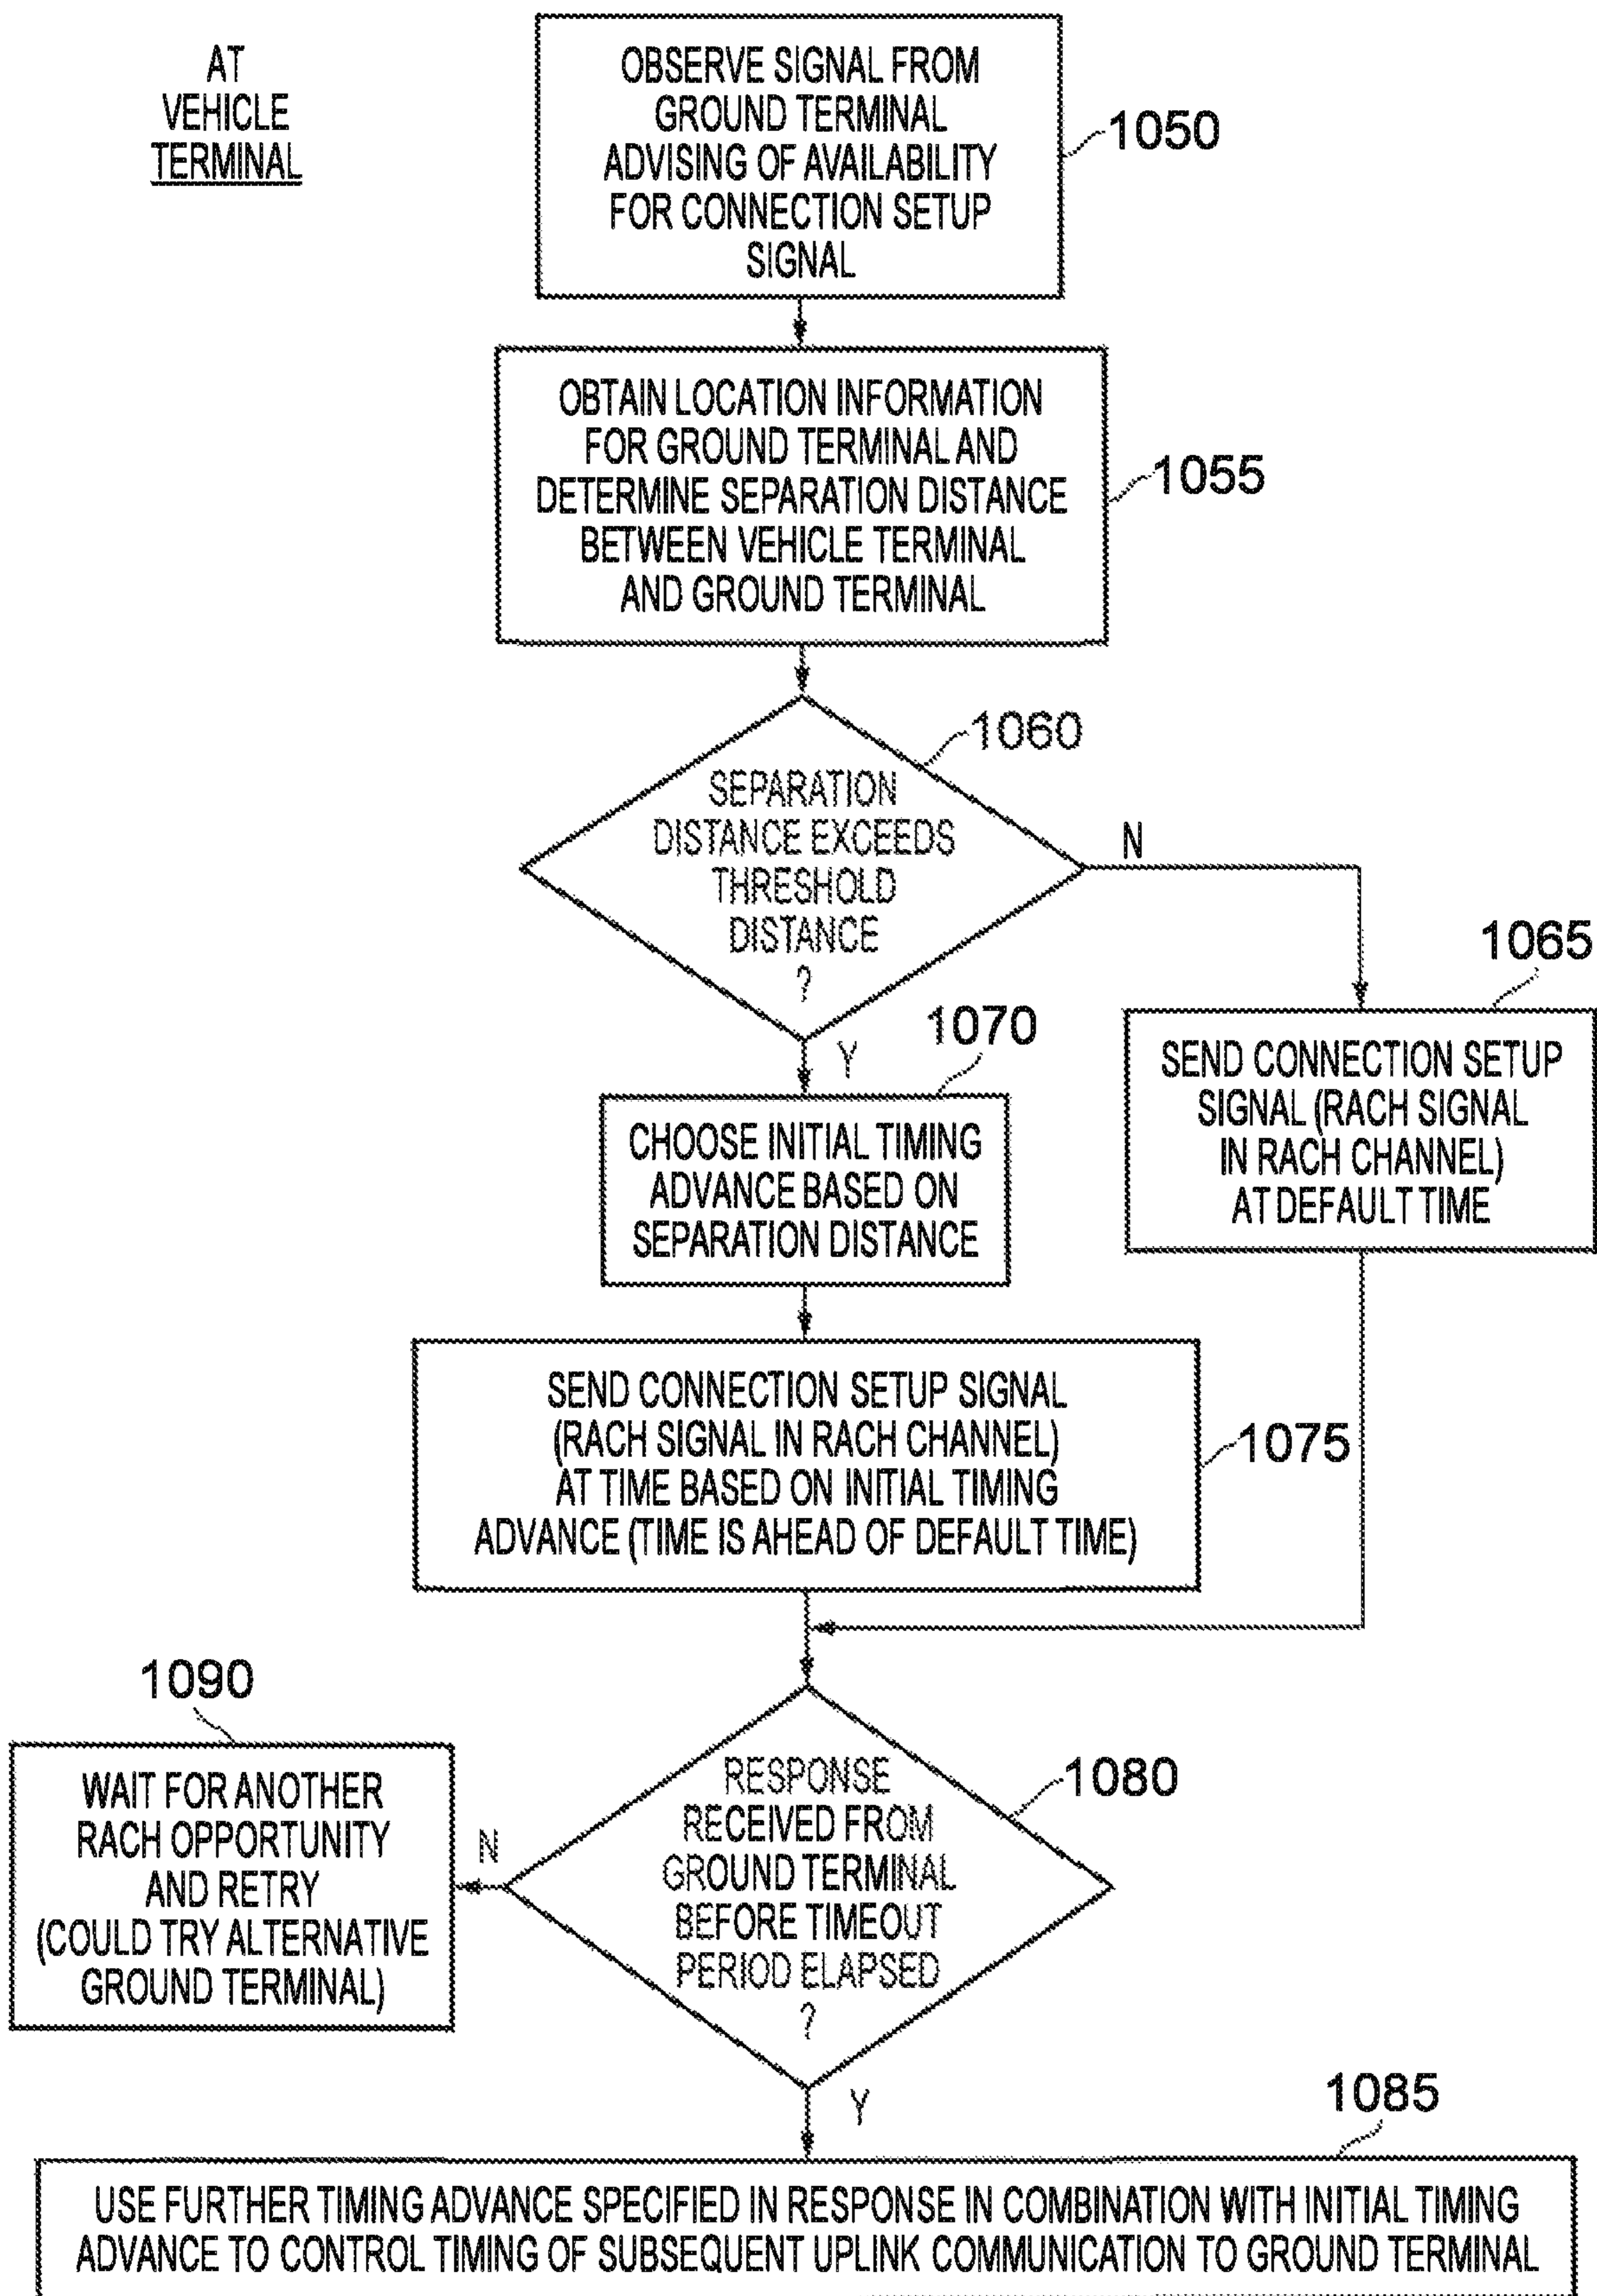 AT
VEHICLE
TERMINAL
OBSERVE SIGNAL FROM
GROUND TERMINAL
ADVISING OF AVAILABILITY
FOR CONNECTION SETUP
SIGNAL
1050
OBTAIN LOCATION INFORMATION
FOR GROUND TERMINAL AND
DETERMINE SEPARATION DISTANCE
BETWEEN VEHICLE TERMINAL
AND GROUND TERMINAL
1055
1060
SEPARATION
DISTANCE EXCEEDS
THRESHOLD
DISTANCE
?
N
Y
1065
SEND CONNECTION SETUP
SIGNAL (RACH SIGNAL
IN RACH CHANNEL)
AT DEFAULT TIME
1070
CHOOSE INITIAL TIMING
ADVANCE BASED ON
SEPARATION DISTANCE
SEND CONNECTION SETUP SIGNAL
(RACH SIGNAL IN RACH CHANNEL)
AT TIME BASED ON INITIAL TIMING
ADVANCE (TIME IS AHEAD OF DEFAULT TIME)
1075
1080
RESPONSE
RECEIVED FROM
GROUND TERMINAL
BEFORE TIMEOUT
PERIOD ELAPSED
?
N
Y
1090
WAIT FOR ANOTHER
RACH OPPORTUNITY
AND RETRY
(COULD TRY ALTERNATIVE
GROUND TERMINAL)
1085
USE FURTHER TIMING ADVANCE SPECIFIED IN RESPONSE IN COMBINATION WITH INITIAL TIMING
ADVANCE TO CONTROL TIMING OF SUBSEQUENT UPLINK COMMUNICATION TO GROUND TERMINAL